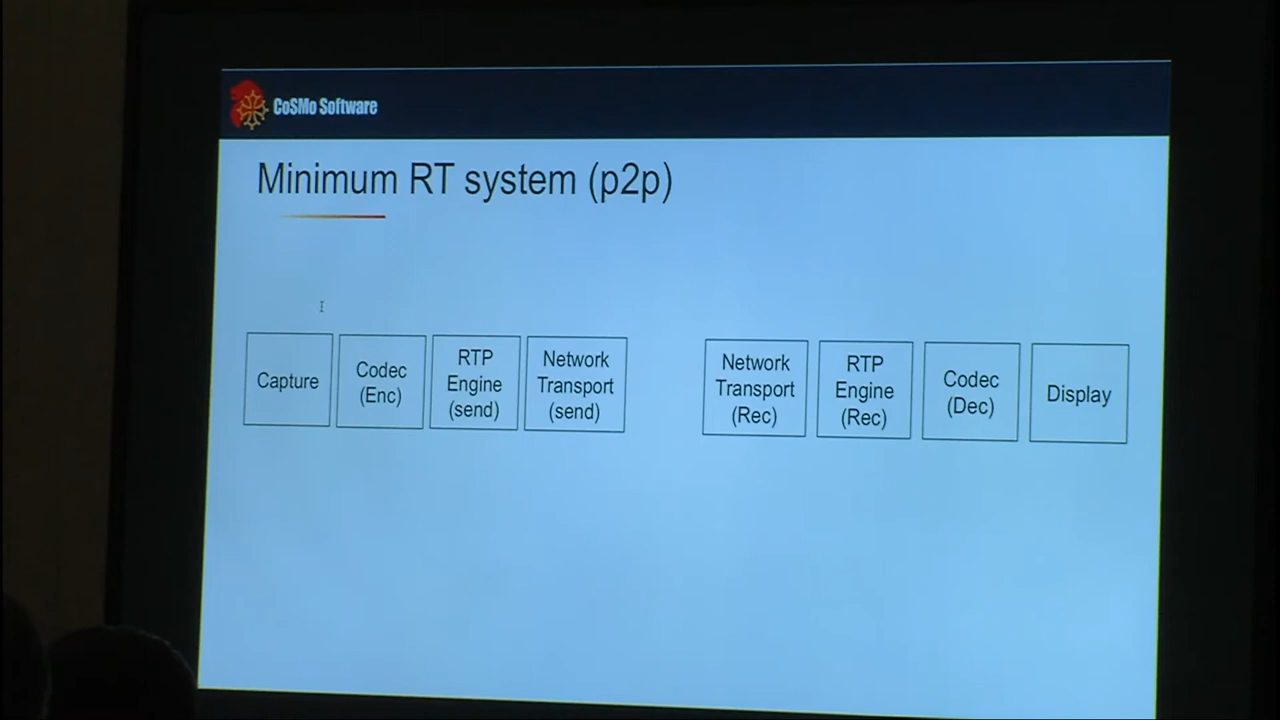 CoSMo Software
Minimum RT system (p2p)
Capture
Codec
(Enc)
RTP
Engine
(send)
Network
Transport
(send)
Network
Transport
(Rec)
RTP
Engine
(Rec)
Codec
(Dec)
Display